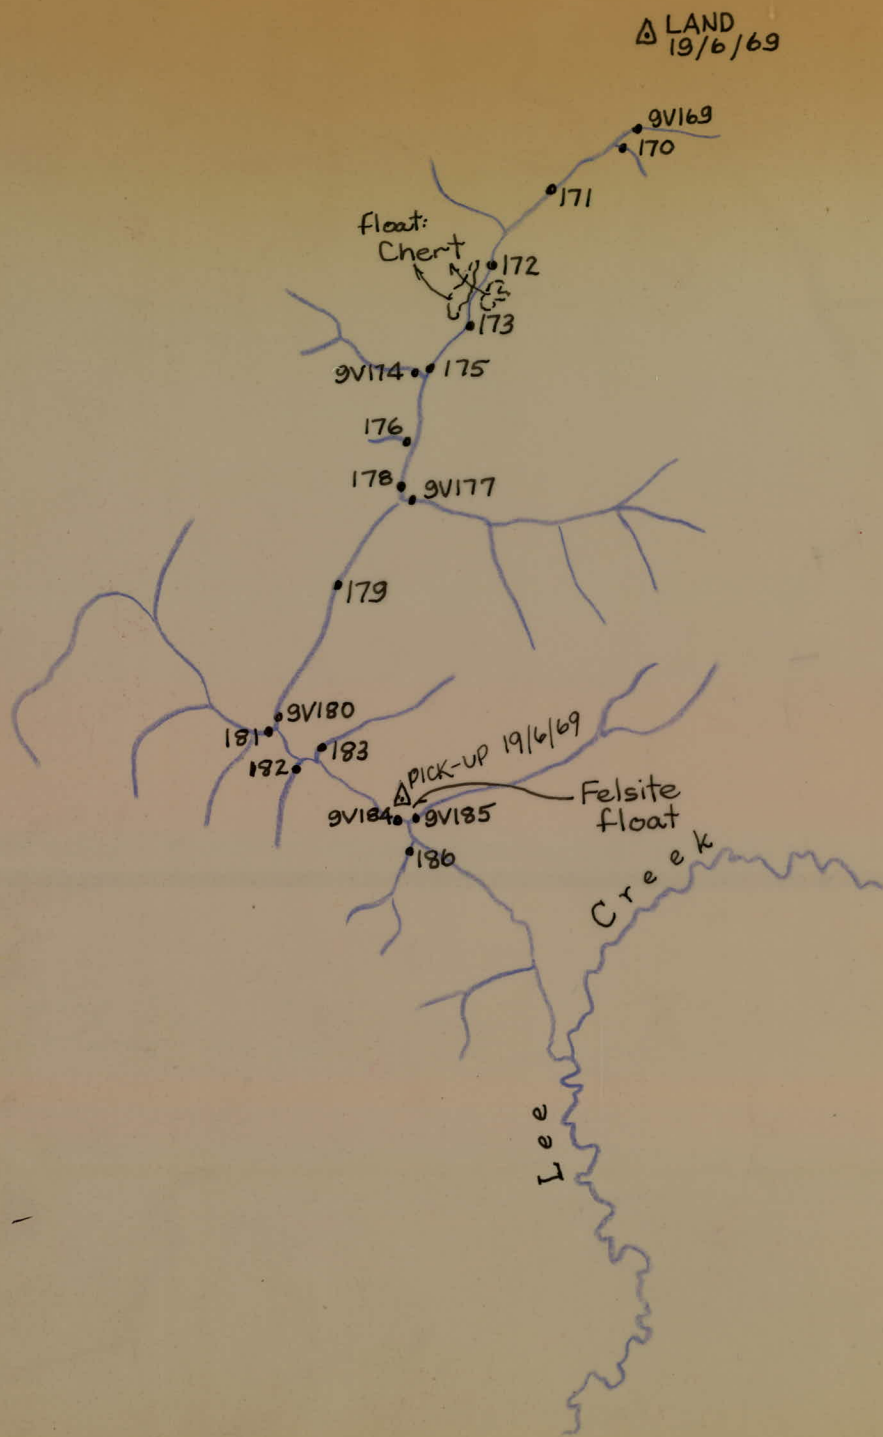 LAND
19/6/69
9V169
170
171
float:
Chert
172
173
9V174
175
176
178
9V177
179
9V180
181
183
182
PICK-UP 19/6/69
Felsite
float
9V184
9V185
186
Lee Creek